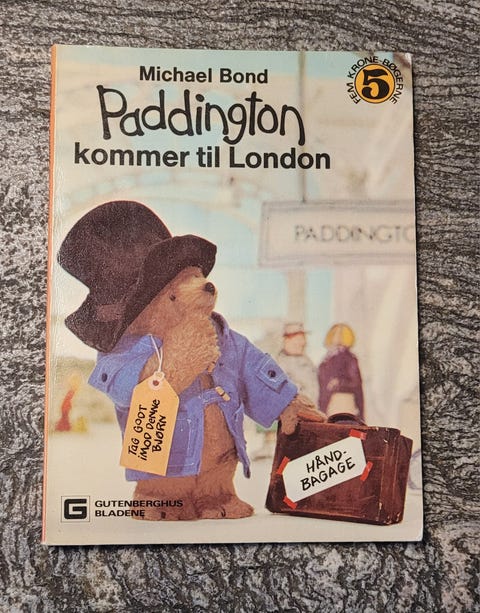 Michael Bond
FEM KRONE-BØGERNE
5
Paddington
kommer til London
PADDINGTO
TAG GODT
iMOD DENNE
BJØRN
HÅND-
BAGAGE
G
GUTENBERGHUS
BLADENE